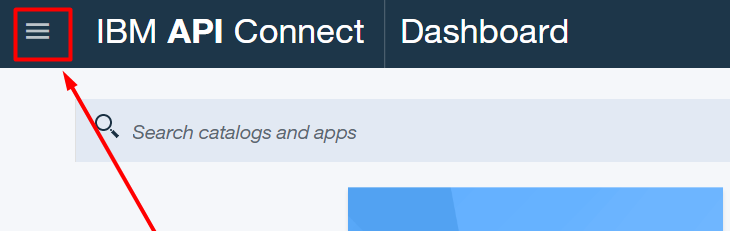 IBM API Connect Dashboard
Search catalogs and apps